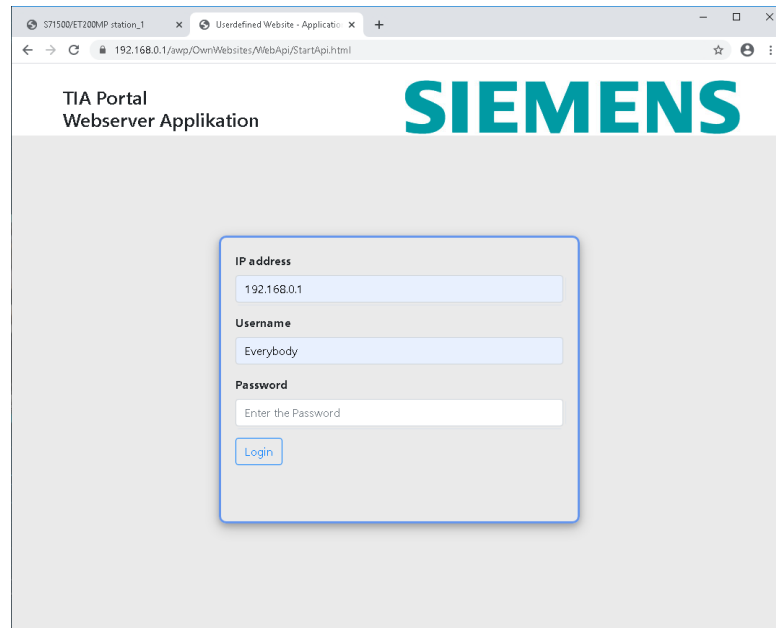 S71500/ET200MP station_1
Userdefined Website - Applicatio
192.168.0.1/awp/OwnWebsites/WebApi/StartApi.html
TIA Portal
Webserver Applikation
SIEMENS
IP address
192.168.0.1
Username
Everybody
Password
Enter the Password
Login